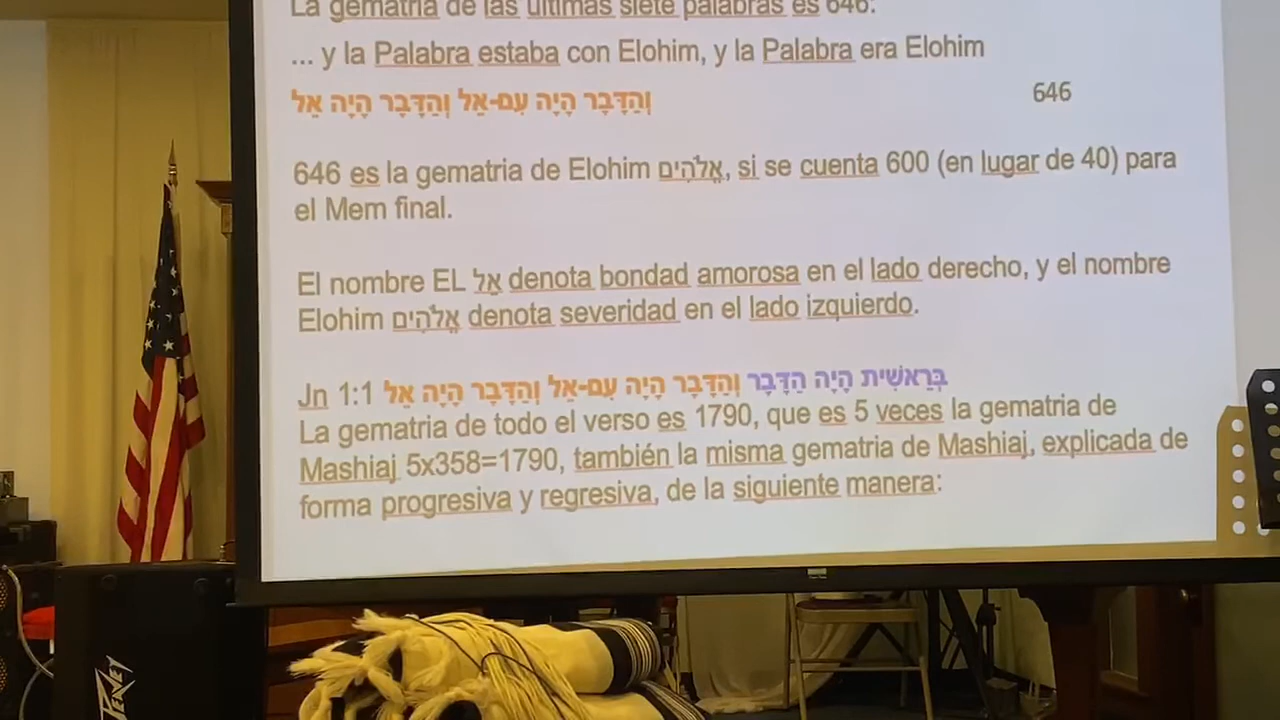 La gematria de las últimas siete palabras es 646:
... y la Palabra estaba con Elohim, y la Palabra era Elohim
וְהַדָּבָר הָיָה עִם-אֵל וְהַדָּבָר הָיָה אֵל 646
646 es la gematria de Elohim אֱלֹהִים, si se cuenta 600 (en lugar de 40) para
el Mem final.
El nombre EL אֵל denota bondad amorosa en el lado derecho, y el nombre
Elohim אֱלֹהִים denota severidad en el lado izquierdo.
Jn 1:1 בְּרֵאשִׁית הָיָה הַדָּבָר וְהַדָּבָר הָיָה עִם-אֵל וְהַדָּבָר הָיָה אֵל
La gematria de todo el verso es 1790, que es 5 veces la gematria de
Mashiaj 5x358=1790, también la misma gematria de Mashiaj, explicada de
forma progresiva y regresiva, de la siguiente manera:
PEAVEY